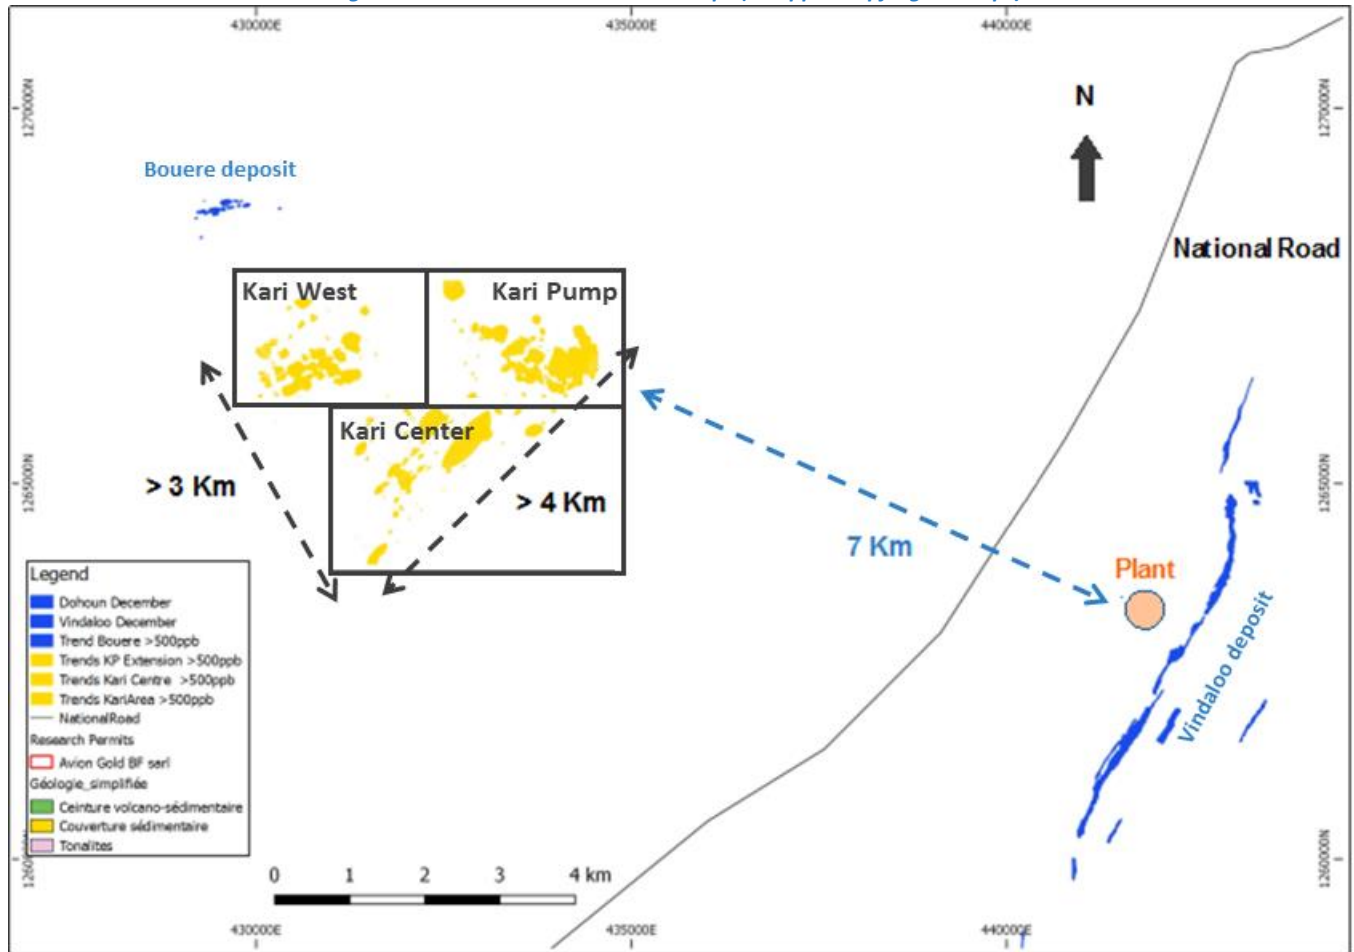 430000E
435000E
440000E
1270000N
1270000N
N
Bouere deposit
National Road
Kari West
Kari Pump
Kari Center
> 3 Km
> 4 Km
1265000N
1265000N
7 Km
Plant
Vindaloo deposit
Legend
Dohoun December
Vindaloo December
Trend Bouere >500ppb
Trends KP Extension >500ppb
Trends Kari Centre >500ppb
Trends KariArea >500ppb
NationalRoad
Research Permits
Avion Gold BF sarl
Géologie_simplifiée
Ceinture volcano-sédimentaire
Couverture sédimentaire
Tonalites
1260000N
0 1 2 3 4 km
430000E
435000E
440000E